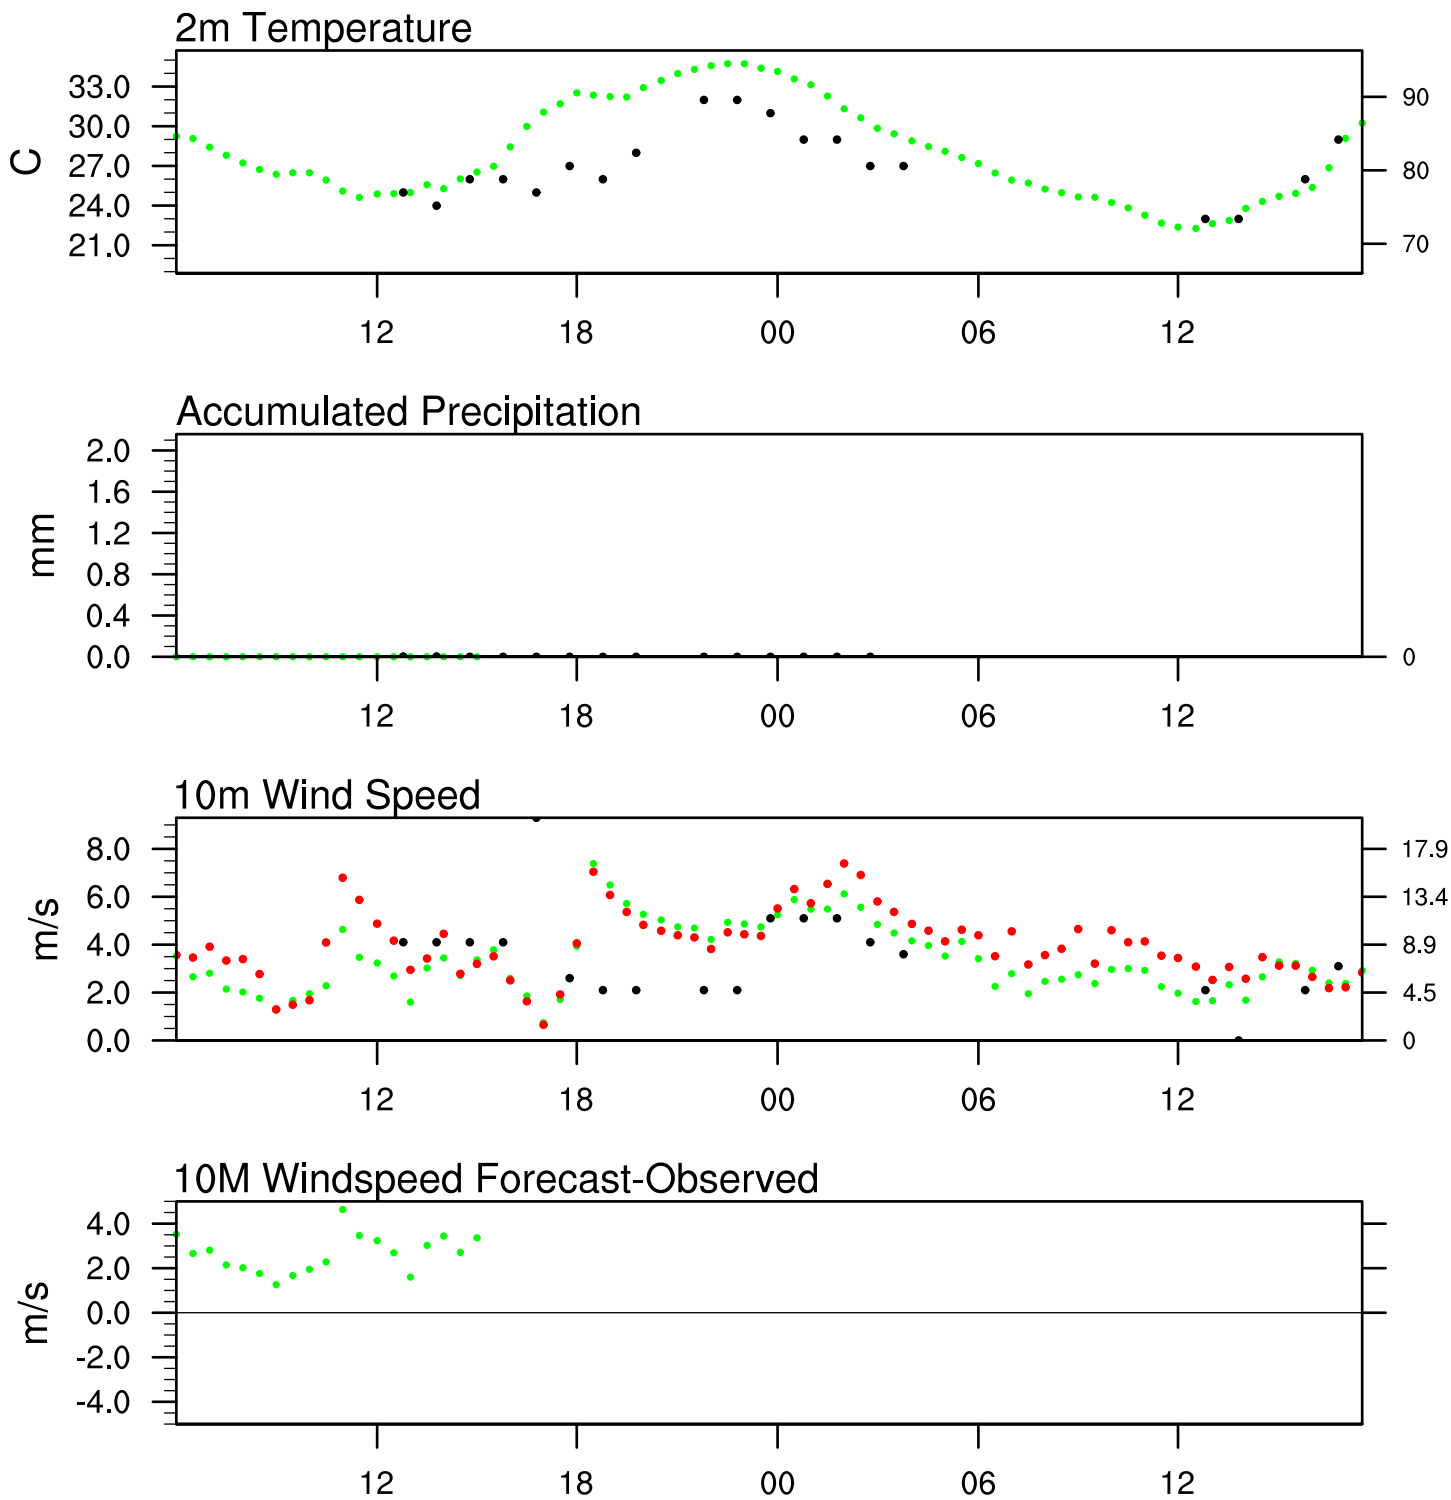 2m Temperature
C
33.0
30.0
27.0
24.0
21.0
90
80
70
12 18 00 06 12
Accumulated Precipitation
mm
2.0
1.6
1.2
0.8
0.4
0.0
0
12 18 00 06 12
10m Wind Speed
m/s
8.0
6.0
4.0
2.0
0.0
17.9
13.4
8.9
4.5
0
12 18 00 06 12
10M Windspeed Forecast-Observed
m/s
4.0
2.0
0.0
-2.0
-4.0
12 18 00 06 12